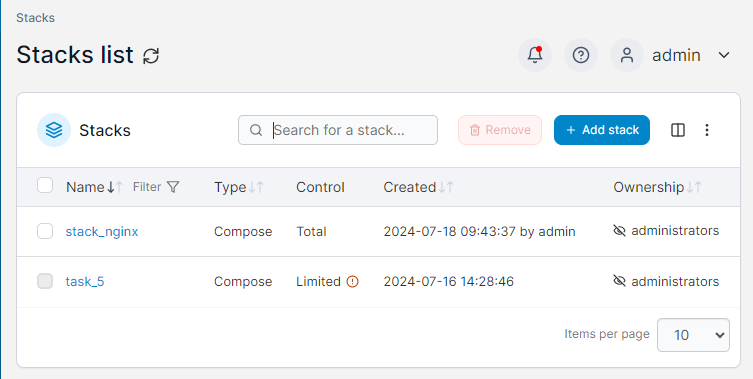 Stacks
Stacks list admin
Stacks Search for a stack... Remove + Add stack
Name Filter Type Control Created Ownership
stack_nginx Compose Total 2024-07-18 09:43:37 by admin administrators
task_5 Compose Limited 2024-07-16 14:28:46 administrators
Items per page 10